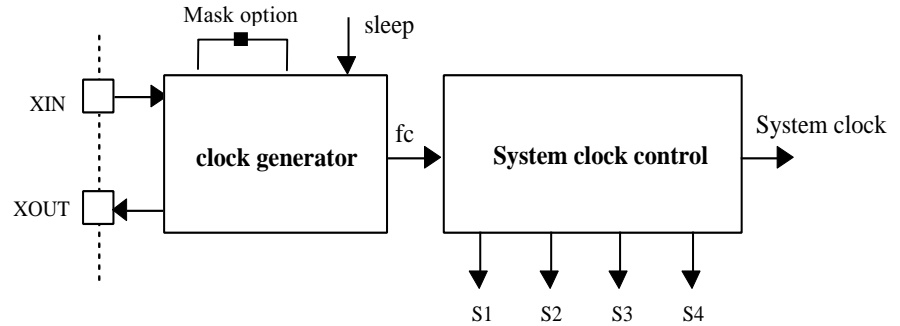 Mask option
sleep
XIN
clock generator
fc
System clock control
System clock
XOUT
S1 S2 S3 S4